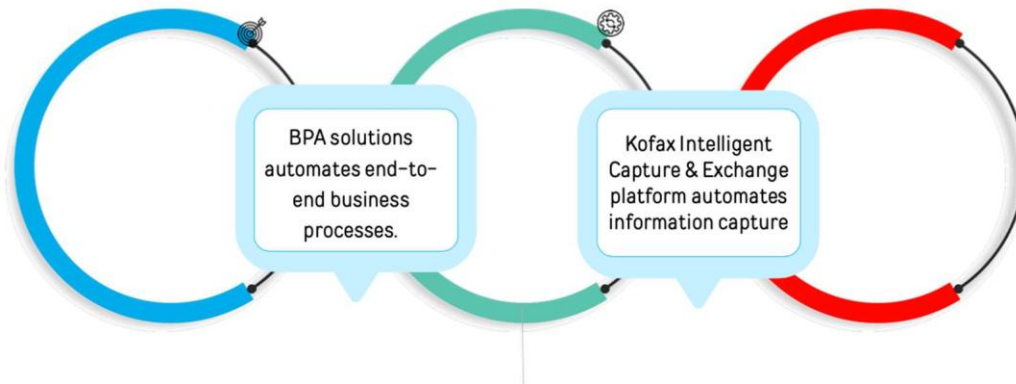 BPA solutions
automates end-to-
end business
processes.
Kofax Intelligent
Capture & Exchange
platform automates
information capture